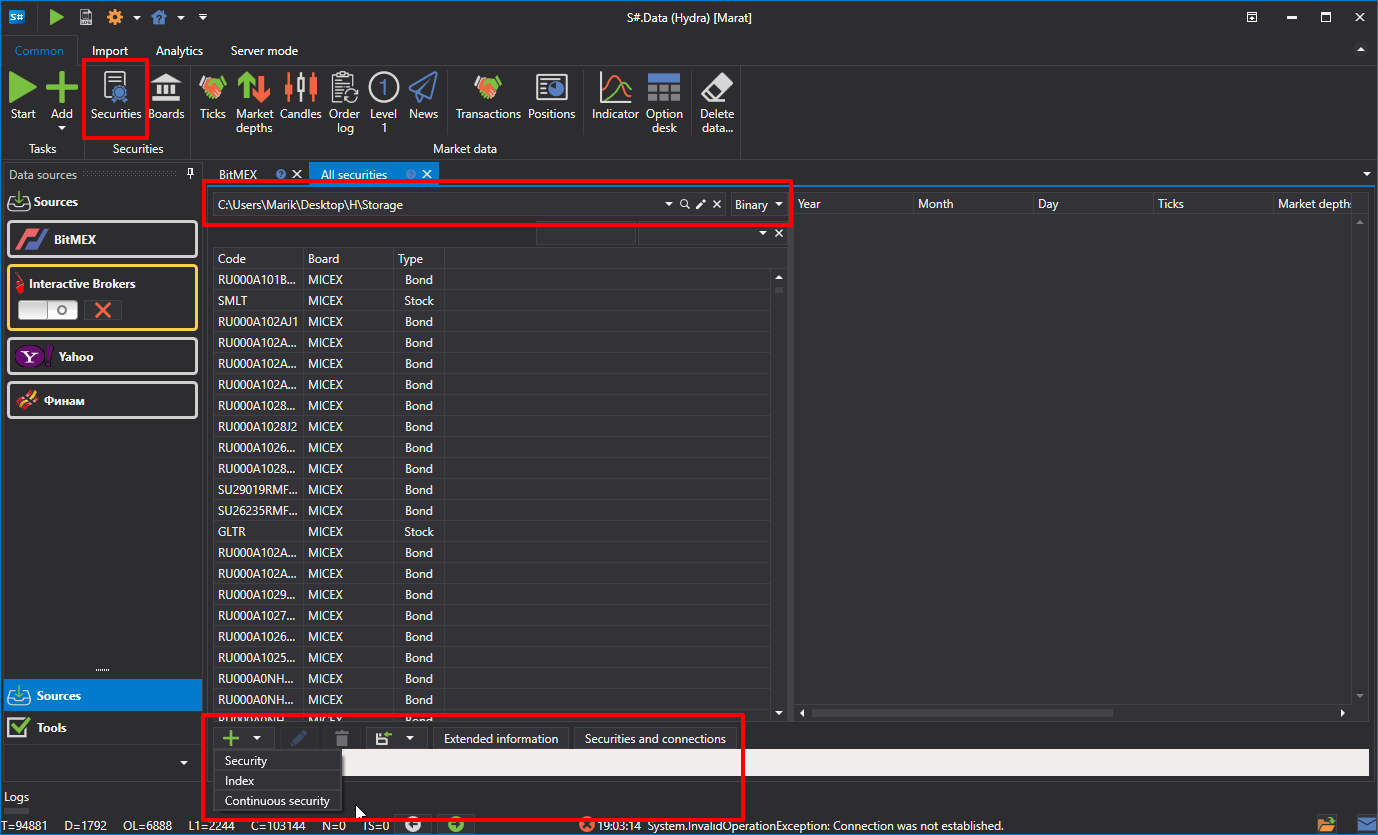 S#
LOG
S#.Data (Hydra) [Marat]
Common Import Analytics Server mode
Start Add Securities Boards Ticks Market depths Candles Order log 1 Level 1 News Transactions Positions Indicator Option desk Delete data...
Tasks Securities Market data
Data sources
Sources
BitMEX
Interactive Brokers
Y! Yahoo
Финам
Sources
Tools
BitMEX ? All securities ?
C:\Users\Marik\Desktop\H\Storage Binary
Year Month Day Ticks Market depths
Code Board Type
RU000A101B... MICEX Bond
SMLT MICEX Stock
RU000A102AJ1 MICEX Bond
RU000A102A... MICEX Bond
RU000A102A... MICEX Bond
RU000A102A... MICEX Bond
RU000A1028... MICEX Bond
RU000A1028J2 MICEX Bond
RU000A1026... MICEX Bond
RU000A1028... MICEX Bond
SU29019RMF... MICEX Bond
SU26235RMF... MICEX Bond
GLTR MICEX Stock
RU000A102A... MICEX Bond
RU000A102A... MICEX Bond
RU000A1029... MICEX Bond
RU000A1027... MICEX Bond
RU000A1026... MICEX Bond
RU000A1025... MICEX Bond
RU000A0NH... MICEX Bond
RU000A0NH... MICEX Bond
RU000A0NH... MICEX Bond
Extended information Securities and connections
Security
Index
Continuous security
Logs
T=94881 D=1792 OL=6888 L1=2244 C=103144 N=0 TS=0 19:03:14 System.InvalidOperationException: Connection was not established.